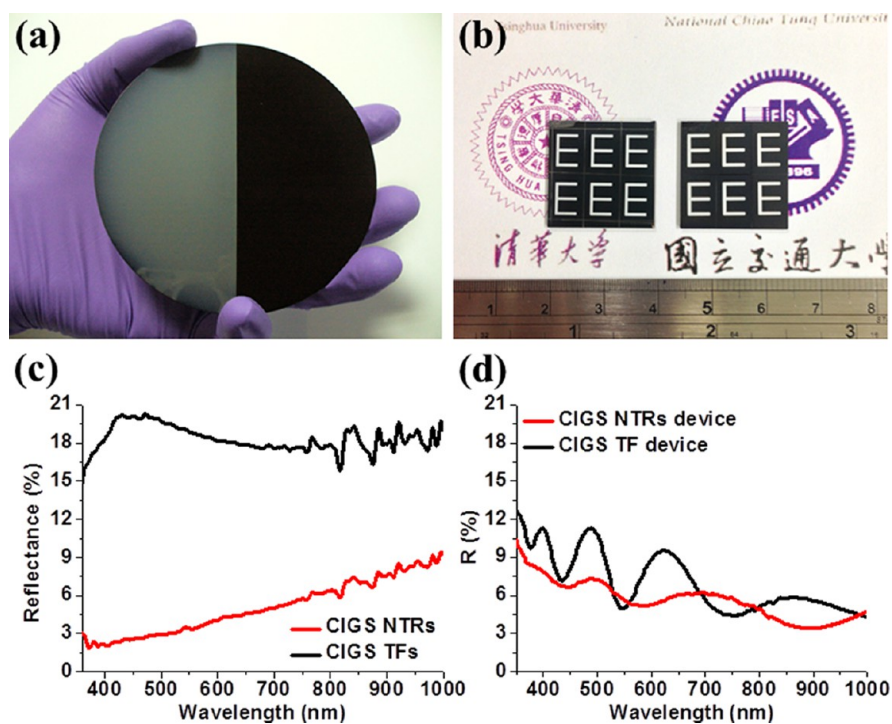 (a)
(b)
singhua University
National Chiao Tung Universit
TSING HUA
1896
E E E E E E
E E E E E E
清華大学
國立交通大學
1 2 3 4 5 6 7 8
1 2 3
(c)
21
18
15
12
9
6
3
0
Reflectance (%)
CIGS NTRs
CIGS TFs
400 500 600 700 800 900 1000
Wavelength (nm)
(d)
21
18
15
12
9
6
3
0
R (%)
CIGS NTRs device
CIGS TF device
400 500 600 700 800 900 1000
Wavelength (nm)